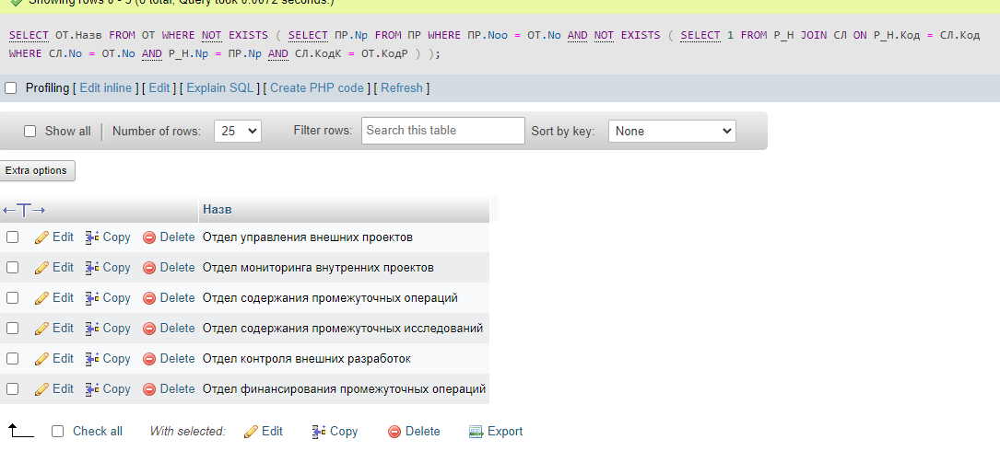 Showing rows 0 - 5 (6 total, Query took 0.0072 seconds.)
SELECT ОТ.Назв FROM ОТ WHERE NOT EXISTS ( SELECT ПР.Np FROM ПР WHERE ПР.Noo = ОТ.No AND NOT EXISTS ( SELECT 1 FROM Р_Н JOIN СЛ ON Р_Н.Код = СЛ.Код
WHERE СЛ.No = ОТ.No AND Р_Н.Np = ПР.Np AND СЛ.КодК = ОТ.КодР ) );
Profiling [ Edit inline ] [ Edit ] [ Explain SQL ] [ Create PHP code ] [ Refresh ]
Show all Number of rows: 25 Filter rows: Search this table Sort by key: None
Extra options
←T→ Назв
Edit Copy Delete Отдел управления внешних проектов
Edit Copy Delete Отдел мониторинга внутренних проектов
Edit Copy Delete Отдел содержания промежуточных операций
Edit Copy Delete Отдел содержания промежуточных исследований
Edit Copy Delete Отдел контроля внешних разработок
Edit Copy Delete Отдел финансирования промежуточных операций
Check all With selected: Edit Copy Delete Export